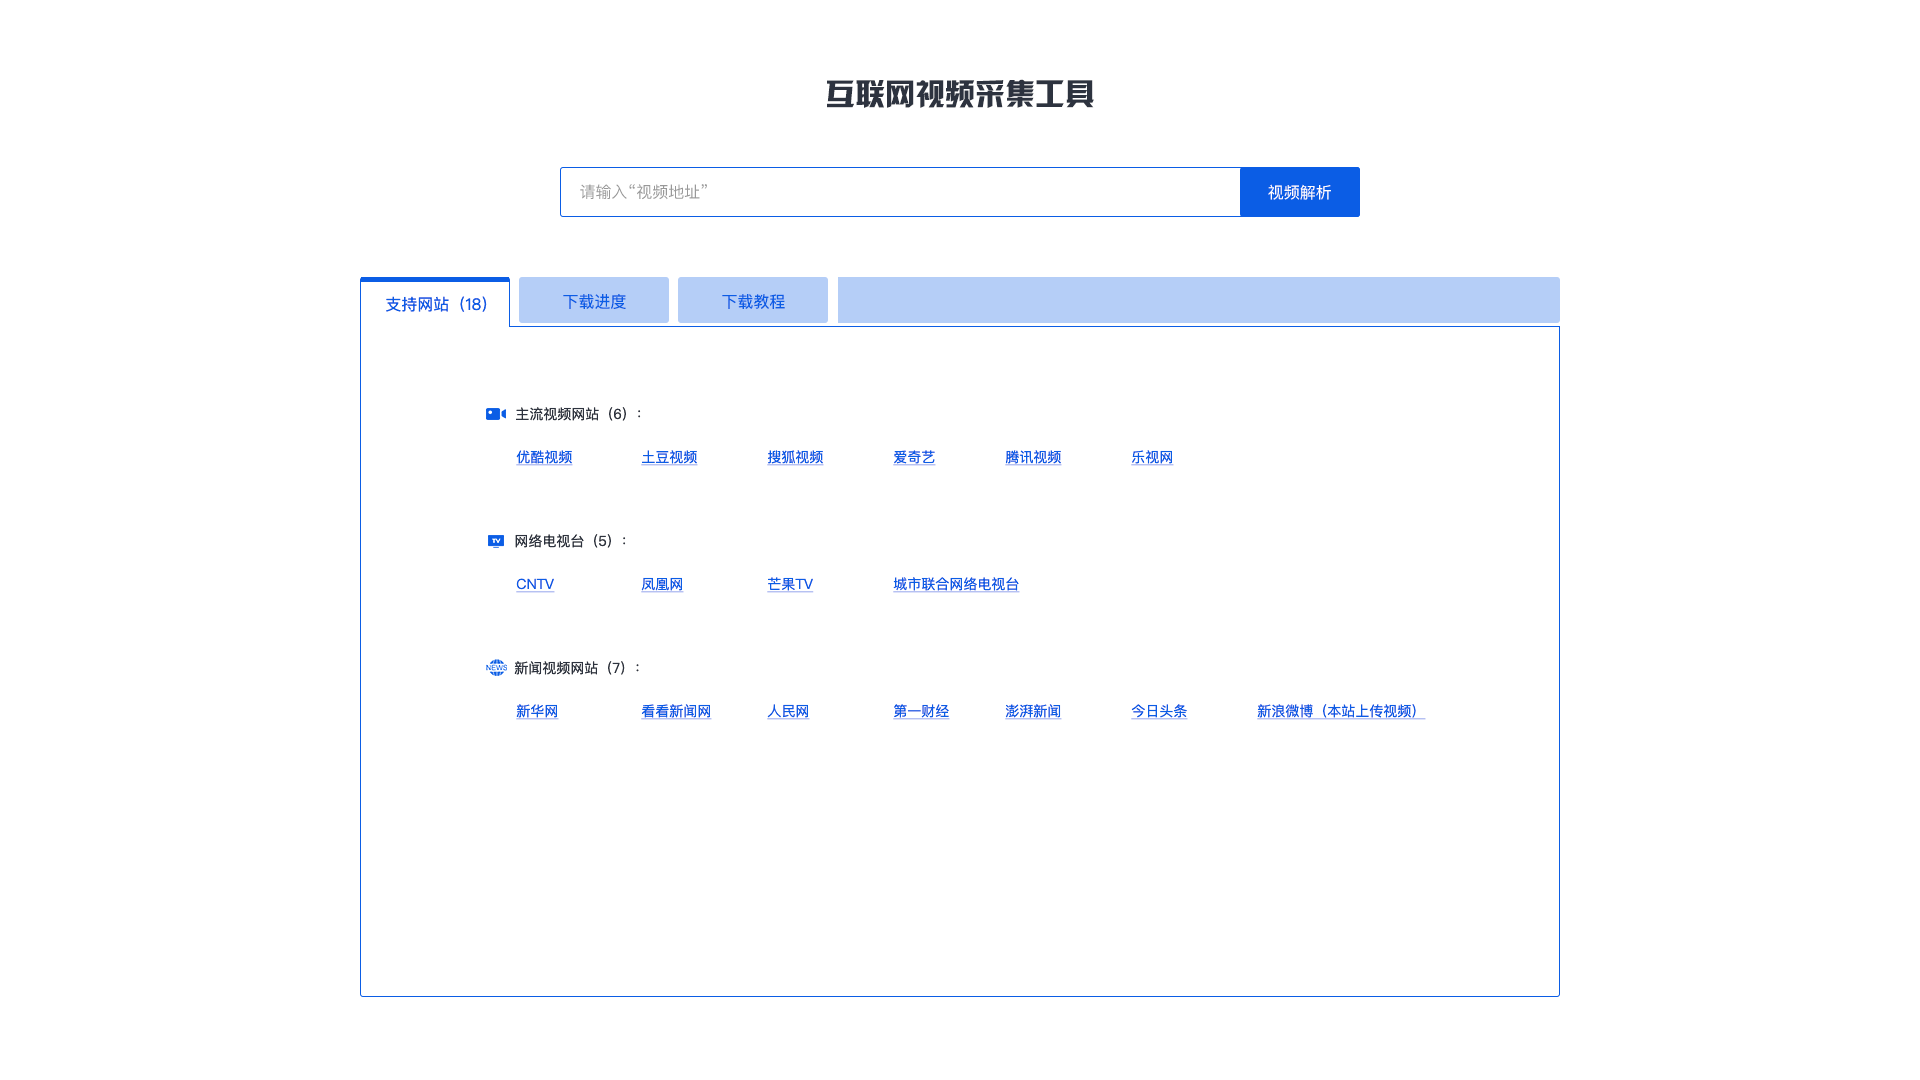 互联网视频采集工具
请输入“视频地址” 视频解析
支持网站（18） 下载进度 下载教程
主流视频网站（6）：
优酷视频 土豆视频 搜狐视频 爱奇艺 腾讯视频 乐视网
TV 网络电视台（5）：
CNTV 凤凰网 芒果TV 城市联合网络电视台
NEWS 新闻视频网站（7）：
新华网 看看新闻网 人民网 第一财经 澎湃新闻 今日头条 新浪微博（本站上传视频）